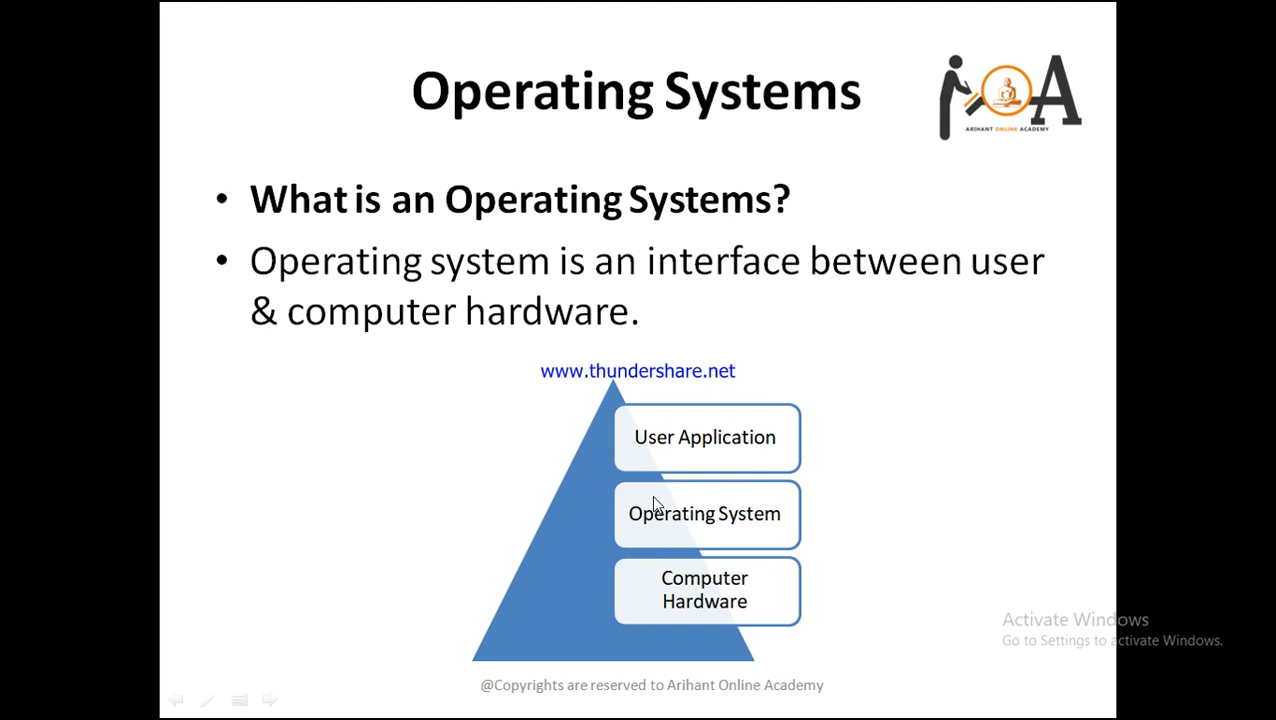 Operating Systems
A
ARIHANT ONLINE ACADEMY
• What is an Operating Systems?
• Operating system is an interface between user
& computer hardware.
www.thundershare.net
User Application
Operating System
Computer
Hardware
Activate Windows
Go to Settings to activate Windows.
@Copyrights are reserved to Arihant Online Academy